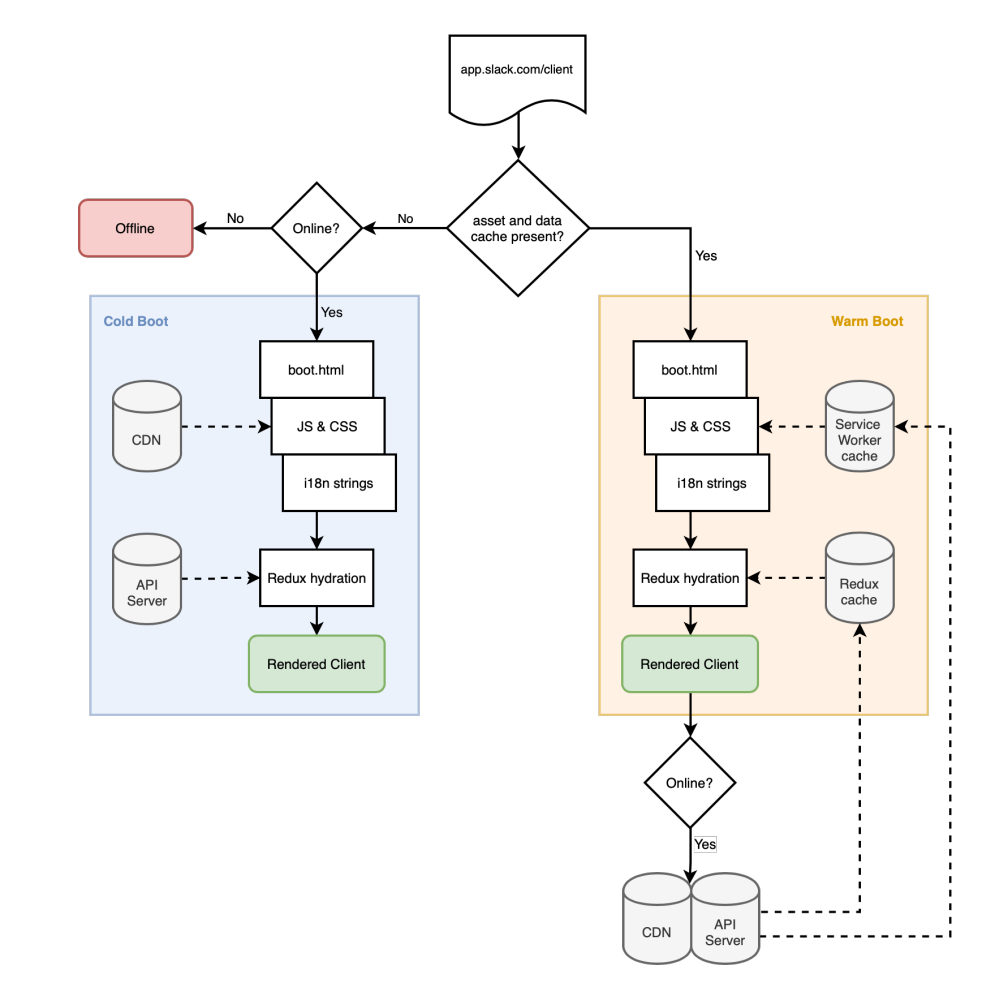 app.slack.com/client
asset and data
cache present?
No
Online?
No
Offline
Yes
Yes
Cold Boot
boot.html
CDN
JS & CSS
i18n strings
API
Server
Redux hydration
Rendered Client
Warm Boot
boot.html
JS & CSS
Service
Worker
cache
i18n strings
Redux hydration
Redux
cache
Rendered Client
Online?
Yes
CDN
API
Server